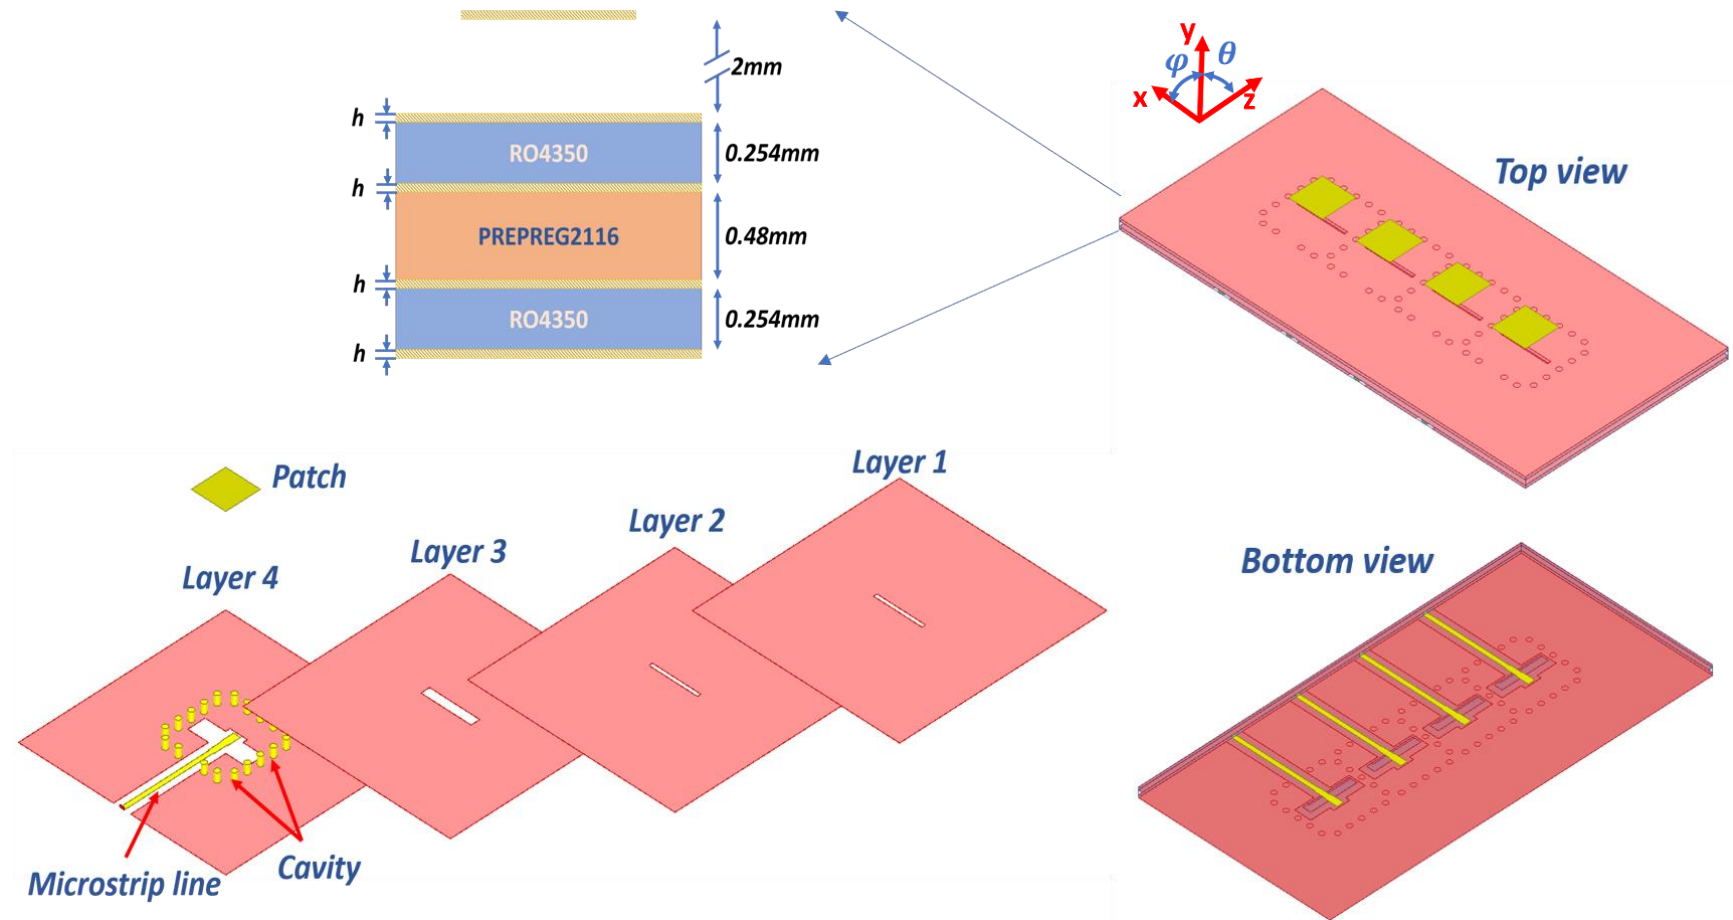 2mm
h
RO4350
0.254mm
h
PREPREG2116
0.48mm
h
RO4350
0.254mm
h
y
φ
θ
x
z
Top view
Patch
Layer 4
Layer 3
Layer 2
Layer 1
Microstrip line
Cavity
Bottom view